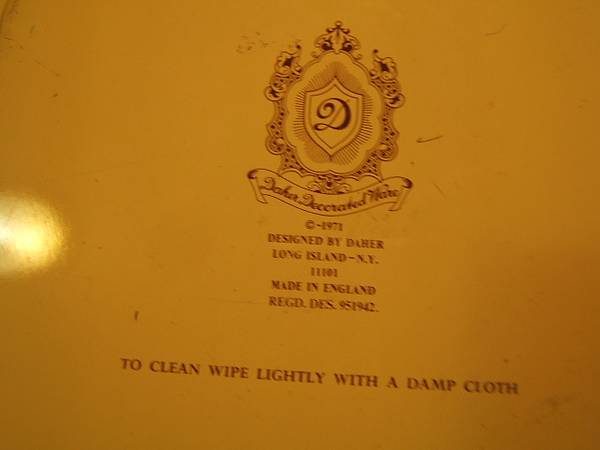 D
Daher Decorated Ware
©-1971
DESIGNED BY DAHER
LONG ISLAND-N.Y.
11101
MADE IN ENGLAND
REGD. DES. 951942.
TO CLEAN WIPE LIGHTLY WITH A DAMP CLOTH